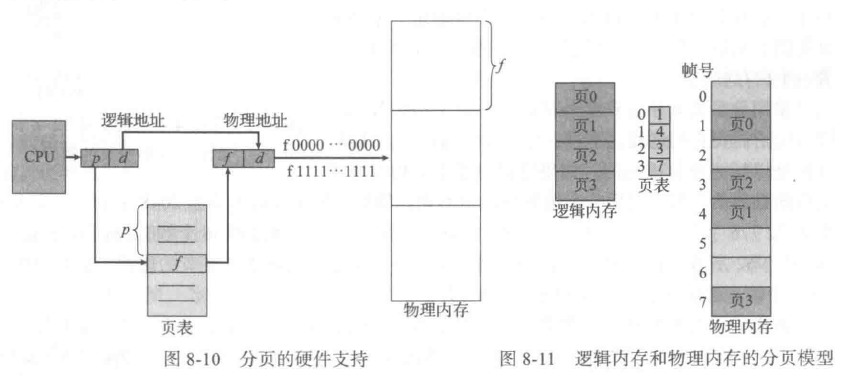 逻辑地址
物理地址
CPU
p d
f d
f 0000 … 0000
f 1111…1111
f
p
f
页表
物理内存
图 8-10 分页的硬件支持
页0
页1
页2
页3
逻辑内存
0 1
1 4
2 3
3 7
页表
帧号
0
1 页0
2
3 页2
4 页1
5
6
7 页3
物理内存
图 8-11 逻辑内存和物理内存的分页模型